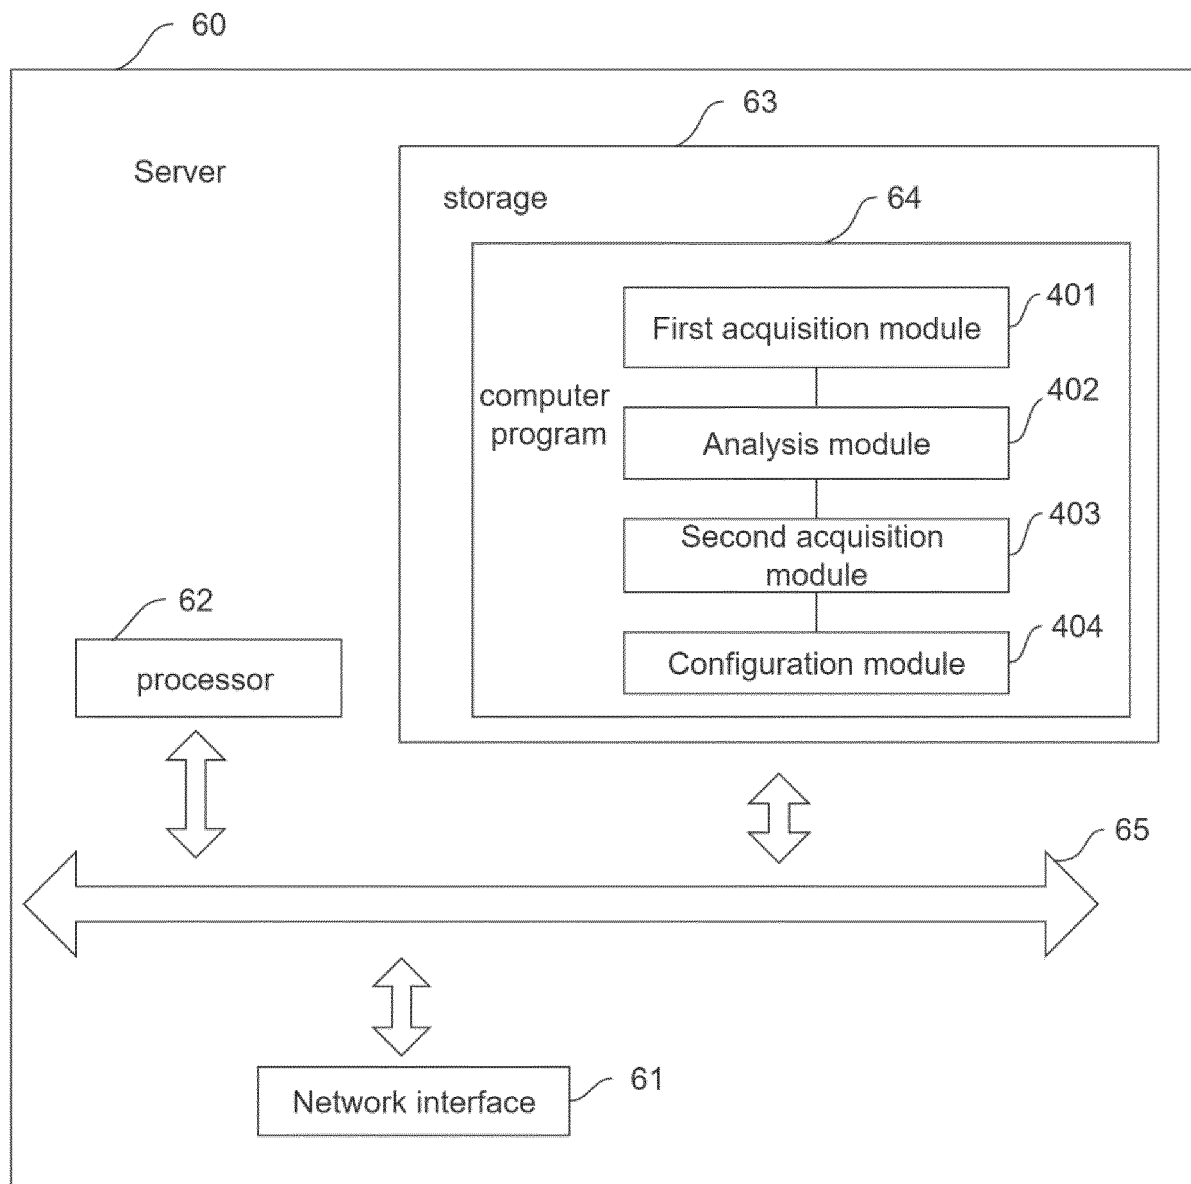 60
63
Server
storage
64
401
First acquisition module
402
computer
program
Analysis module
403
Second acquisition
module
62
404
Configuration module
processor
65
61
Network interface